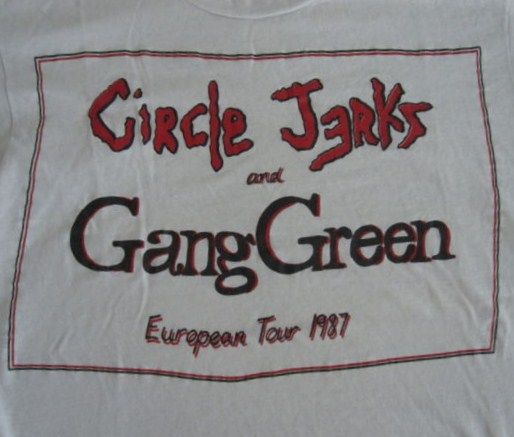 Circle Jerks
and
Gang Green
European Tour 1987